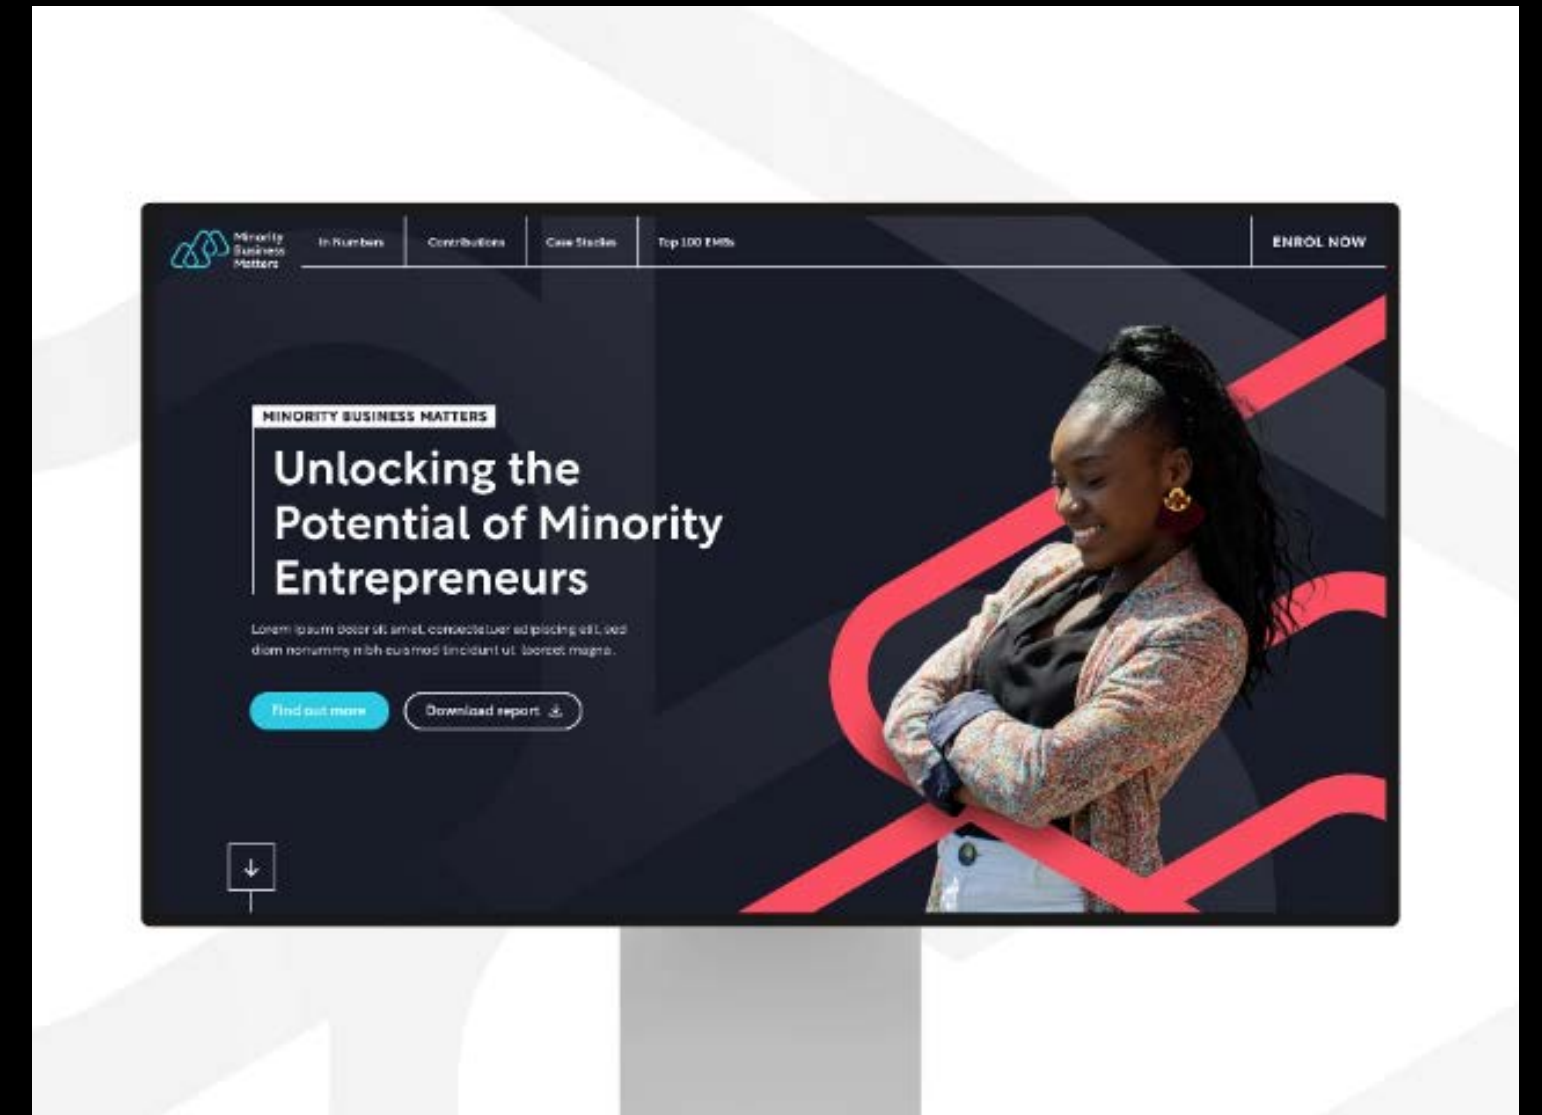 Minority
Business
Matters
In Numbers
Contributions
Case Studies
Top 100 EMBs
ENROL NOW
MINORITY BUSINESS MATTERS
Unlocking the
Potential of Minority
Entrepreneurs
Lorem ipsum dolor sit amet, consectetuer adipiscing elit, sed
diam nonummy nibh euismod tincidunt ut laoreet magna.
Find out more
Download report